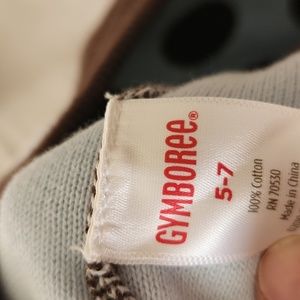 GYMBOREE®
5-7
100% Cotton
RN 70530
Made in China